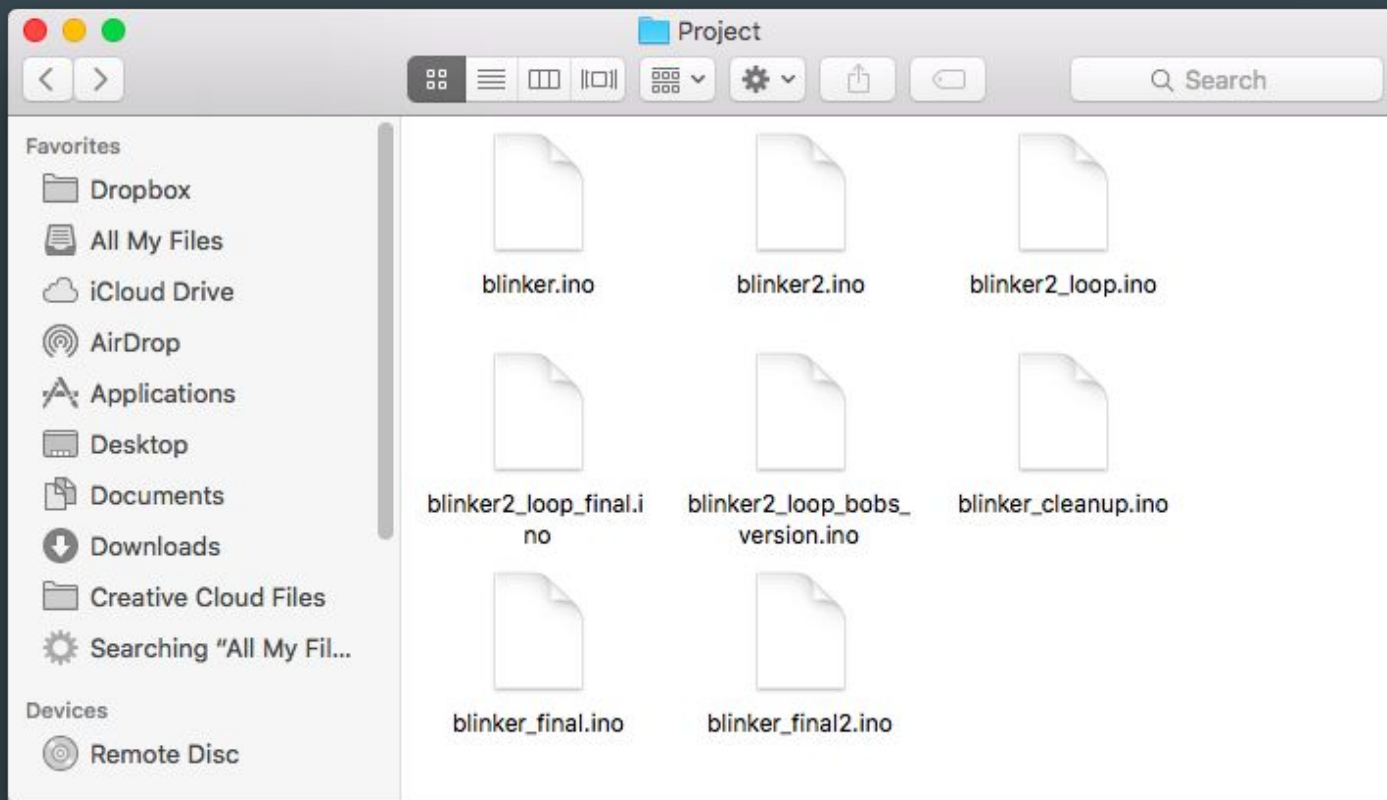 Project
Search
Favorites
Dropbox
All My Files
iCloud Drive
AirDrop
Applications
Desktop
Documents
Downloads
Creative Cloud Files
Searching “All My Fil...
Devices
Remote Disc
blinker.ino
blinker2.ino
blinker2_loop.ino
blinker2_loop_final.i
no
blinker2_loop_bobs_
version.ino
blinker_cleanup.ino
blinker_final.ino
blinker_final2.ino